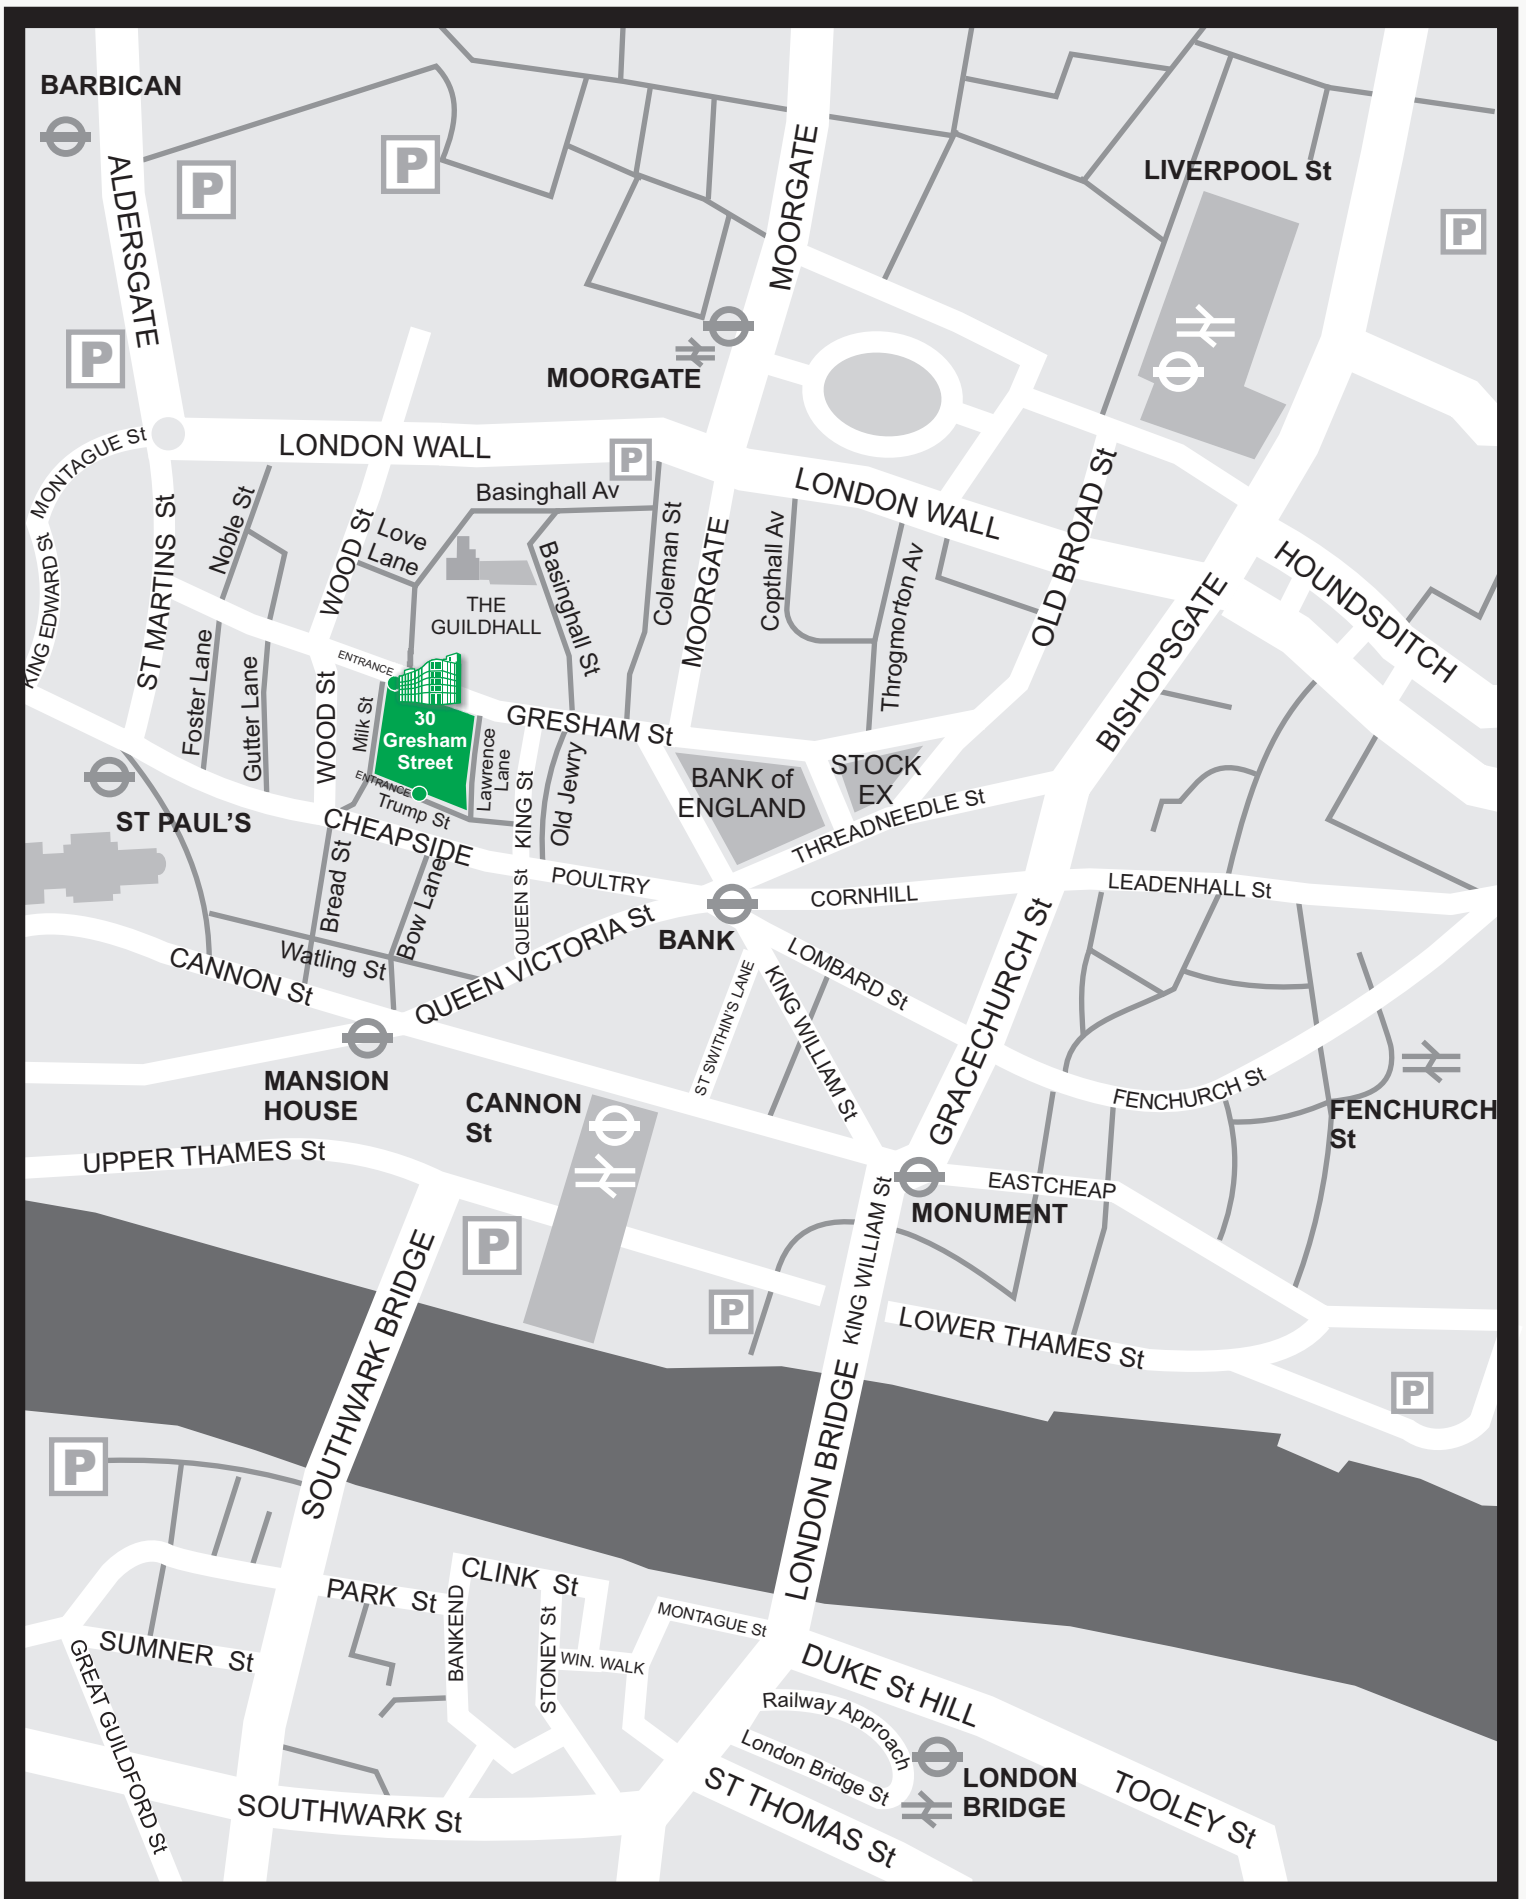 BARBICAN
P
P
ALDERSGATE
MOORGATE
LIVERPOOL St
P
P
MOORGATE
MONTAGUE St
LONDON WALL
P
LONDON WALL
Basinghall Av
Noble St
ST MARTINS St
KING EDWARD St
WOOD St
Love
Lane
THE
GUILDHALL
Basinghall St
Coleman St
MOORGATE
Copthall Av
Throgmorton Av
OLD BROAD St
BISHOPSGATE
HOUNDSDITCH
Foster Lane
Gutter Lane
WOOD St
ENTRANCE
Milk St
30
Gresham
Street
ENTRANCE
Trump St
Lawrence
Lane
KING St
Old Jewry
GRESHAM St
BANK of
ENGLAND
STOCK
EX
THREADNEEDLE St
ST PAUL'S
CHEAPSIDE
POULTRY
CORNHILL
LEADENHALL St
BANK
Bread St
Bow Lane
QUEEN St
Watling St
CANNON St
QUEEN VICTORIA St
LOMBARD St
KING WILLIAM St
ST SWITHIN'S LANE
GRACECHURCH St
FENCHURCH St
FENCHURCH
St
MANSION
HOUSE
CANNON
St
UPPER THAMES St
EASTCHEAP
MONUMENT
P
P
KING WILLIAM St
LOWER THAMES St
P
SOUTHWARK BRIDGE
LONDON BRIDGE
P
PARK St
CLINK St
BANKEND
STONEY St
WIN. WALK
MONTAGUE St
SUMNER St
GREAT GUILDFORD St
DUKE St HILL
Railway Approach
London Bridge St
LONDON
BRIDGE
TOOLEY St
SOUTHWARK St
ST THOMAS St